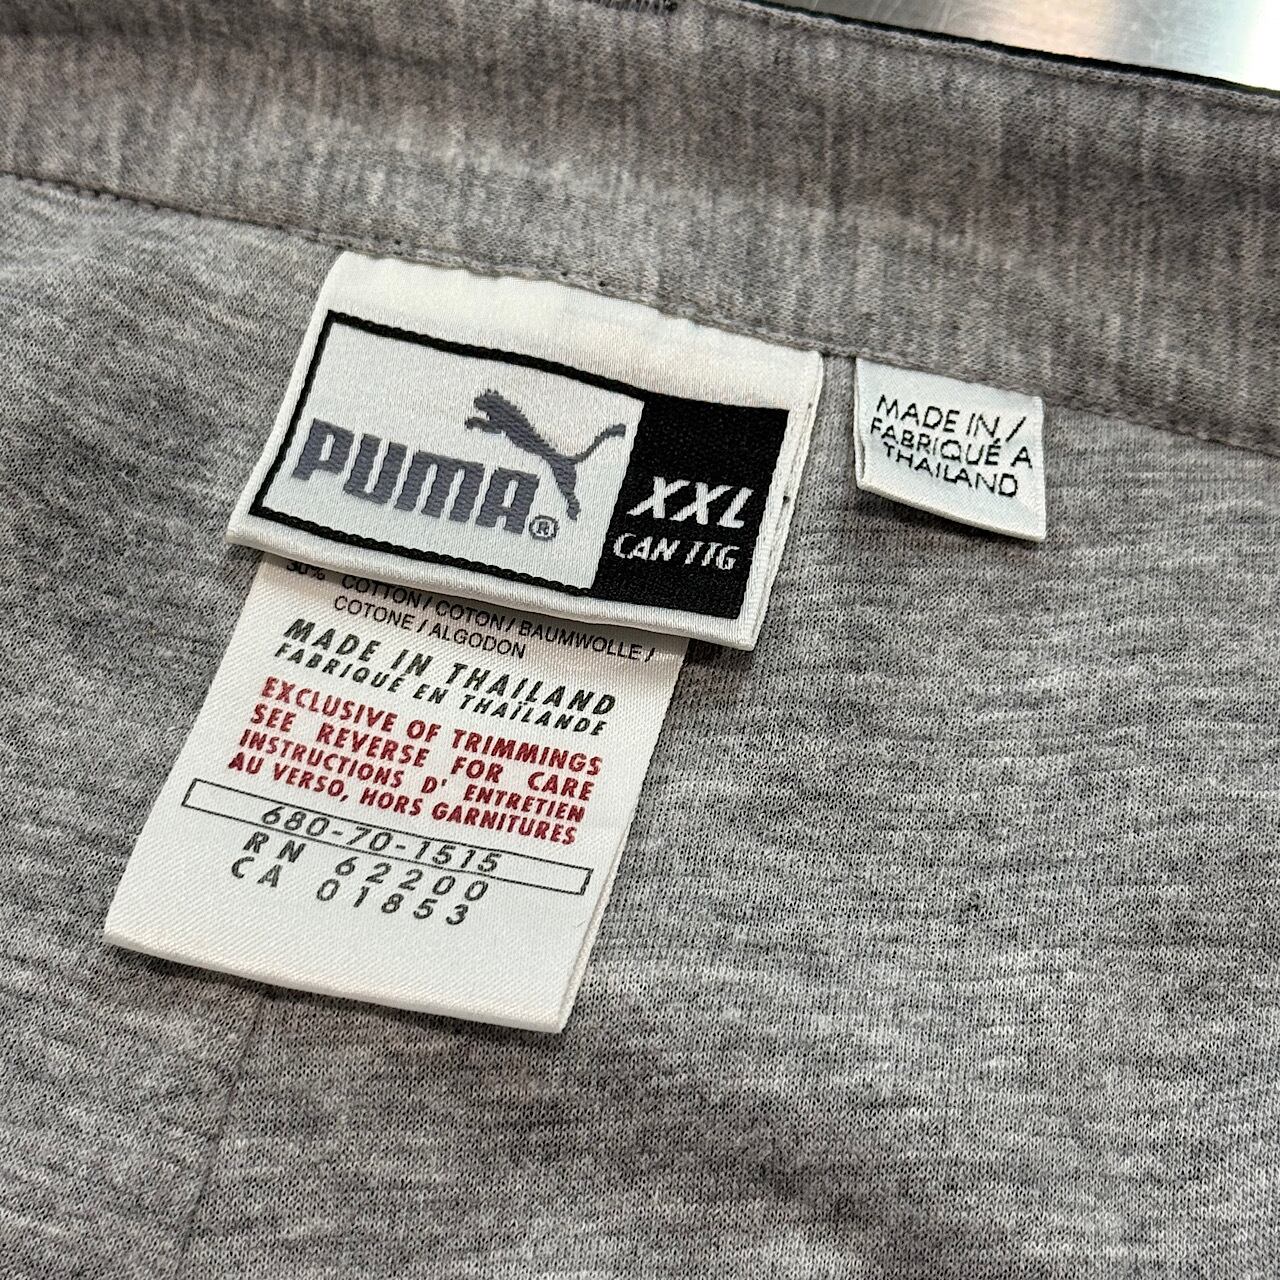 PUMA®
XXL
CAN TTG
MADE IN /
FABRIQUÉ A
THAILAND
COTTON / COTON / BAUMWOLLE /
COTONE / ALGODON
MADE IN THAILAND
FABRIQUÉ EN THAÏLANDE
EXCLUSIVE OF TRIMMINGS
SEE REVERSE FOR CARE
INSTRUCTIONS D' ENTRETIEN
AU VERSO, HORS GARNITURES
680-70-1515
RN 62200
CA 01853